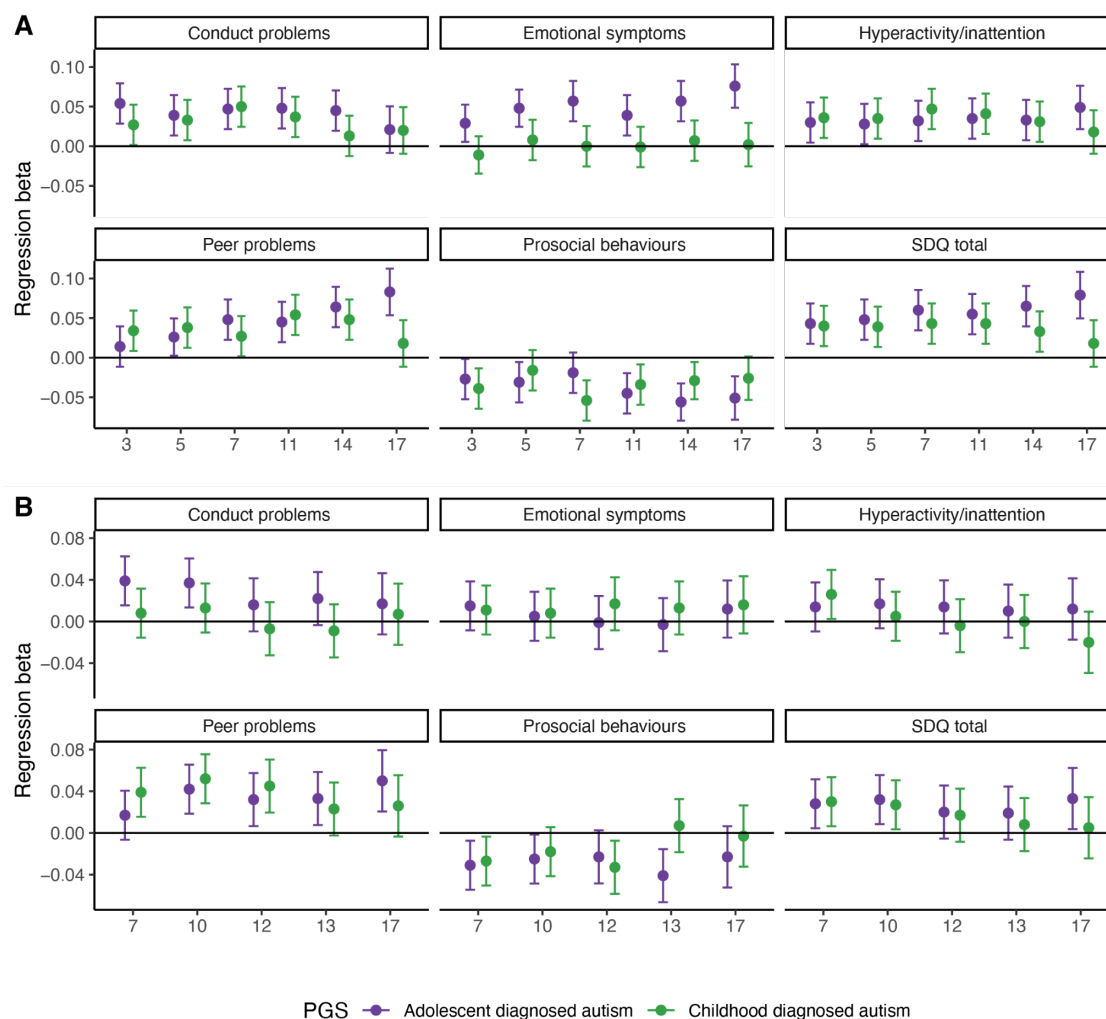 A
Conduct problems
Emotional symptoms
Hyperactivity/inattention
0.10
0.05
0.00
−0.05
Regression beta
Peer problems
Prosocial behaviours
SDQ total
0.10
0.05
0.00
−0.05
3 5 7 11 14 17
3 5 7 11 14 17
3 5 7 11 14 17
B
Conduct problems
Emotional symptoms
Hyperactivity/inattention
0.08
0.04
0.00
−0.04
Regression beta
Peer problems
Prosocial behaviours
SDQ total
0.08
0.04
0.00
−0.04
7 10 12 13 17
7 10 12 13 17
7 10 12 13 17
PGS Adolescent diagnosed autism Childhood diagnosed autism